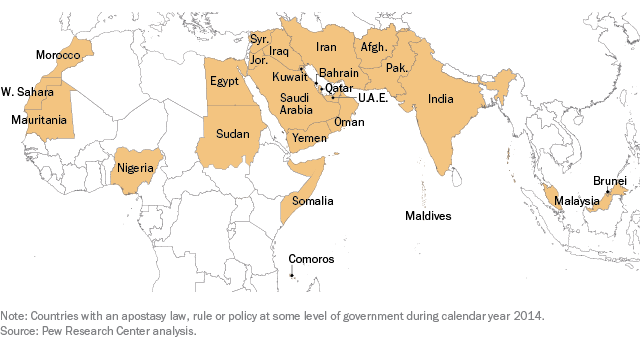 Morocco
W. Sahara
Mauritania
Nigeria
Egypt
Sudan
Syr.
Jor.
Iraq
Iran
Afgh.
Pak.
Kuwait
Bahrain
Qatar
U.A.E.
Saudi
Arabia
Oman
Yemen
Somalia
India
Maldives
Comoros
Brunei
Malaysia
Note: Countries with an apostasy law, rule or policy at some level of government during calendar year 2014.
Source: Pew Research Center analysis.